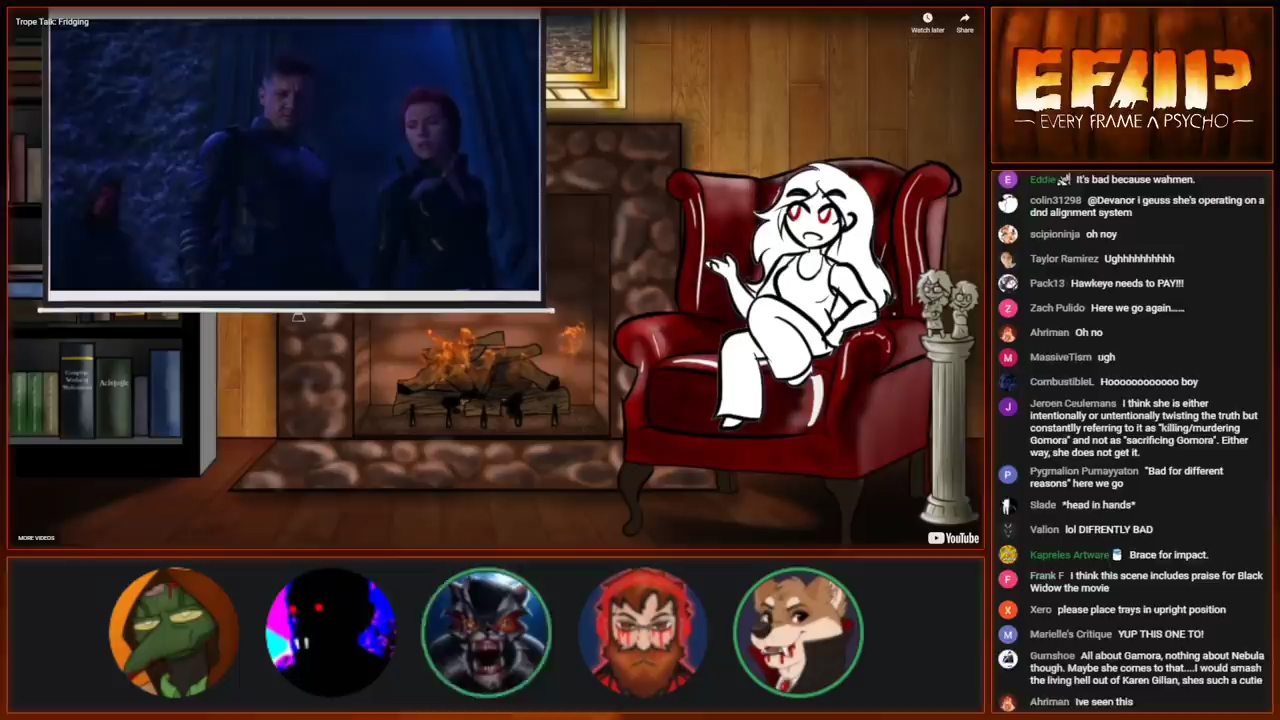 Trope Talk: Fridging
Watch later
Share
MORE VIDEOS
YouTube
EFAP
EVERY FRAME A PSYCHO
Eddie It's bad because wahmen.
colin31298 @Devanor i geuss she's operating on a
dnd alignment system
scipioninja oh noy
Taylor Ramirez Ughhhhhhhhhh
Pack13 Hawkeye needs to PAY!!!
Zach Pulido Here we go again......
Ahriman Oh no
MassiveTism ugh
CombustibleL Hooooooooooo boy
Jeroen Ceulemans I think she is either
intentionally or untentionally twisting the truth but
constantlly referring to it as "killing/murdering
Gomora" and not as "sacrificing Gomora". Either
way, she does not get it.
Pygmalion Pumayyaton "Bad for different
reasons" here we go
Slade *head in hands*
Vallon lol DIFRENTLY BAD
Kapreles Artware Brace for impact.
Frank F I think this scene includes praise for Black
Widow the movie
Xero please place trays in upright position
Marielle's Critique YUP THIS ONE TO!
Gumshoe All about Gamora, nothing about Nebula
though. Maybe she comes to that....I would smash
the living hell out of Karen Gillan, shes such a cutie
Ahriman Ive seen this